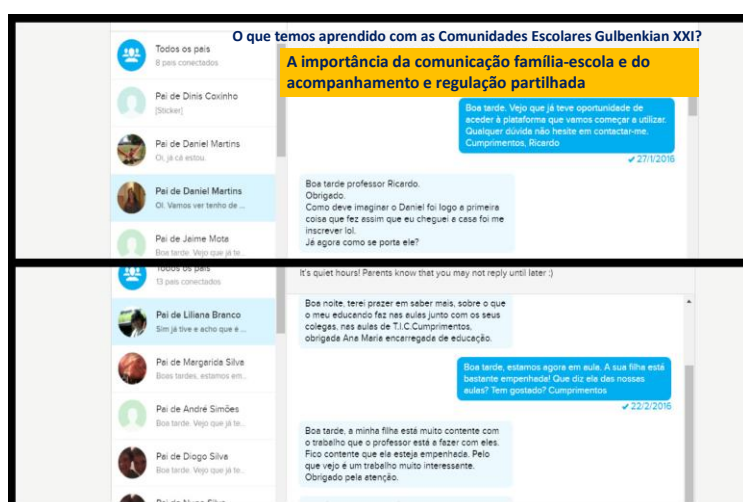 O que temos aprendido com as Comunidades Escolares Gulbenkian XXI?
A importância da comunicação família-escola e do
acompanhamento e regulação partilhada
Todos os pais
8 pais conectados
Pai de Dinis Coxinho
[Sticker]
Pai de Daniel Martins
Oi, já cá estou.
Pai de Daniel Martins
Ol. Vamos ver tenho de ...
Pai de Jaime Mota
Boa tarde. Vejo que já te...
Boa tarde. Vejo que já teve oportunidade de
aceder à plataforma que vamos começar a utilizar.
Qualquer dúvida não hesite em contactar-me.
Cumprimentos, Ricardo
27/1/2016
Boa tarde professor Ricardo.
Obrigado.
Como deve imaginar o Daniel foi logo a primeira
coisa que fez assim que eu cheguei a casa foi me
inscrever lol.
Já agora como se porta ele?
Todos os pais
13 pais conectados
Pai de Liliana Branco
Sim já tive e acho que é ...
Pai de Margarida Silva
Boas tardes, estamos em...
Pai de André Simões
Boa tarde. Vejo que já te...
Pai de Diogo Silva
Boa tarde. Vejo que já te...
It's quiet hours! Parents know that you may not reply until later :)
Boa noite, terei prazer em saber mais, sobre o que
o meu educando faz nas aulas junto com os seus
colegas, nas aulas de T.I.C.Cumprimentos,
obrigada Ana Maria encarregada de educação.
Boa tarde, estamos agora em aula. A sua filha está
bastante empenhada! Que diz ela das nossas
aulas? Tem gostado? Cumprimentos
22/2/2016
Boa tarde, a minha filha está muito contente com
o trabalho que o professor está a fazer com eles.
Fico contente que ela esteja empenhada. Pelo
que vejo é um trabalho muito interessante.
Obrigado pela atenção.